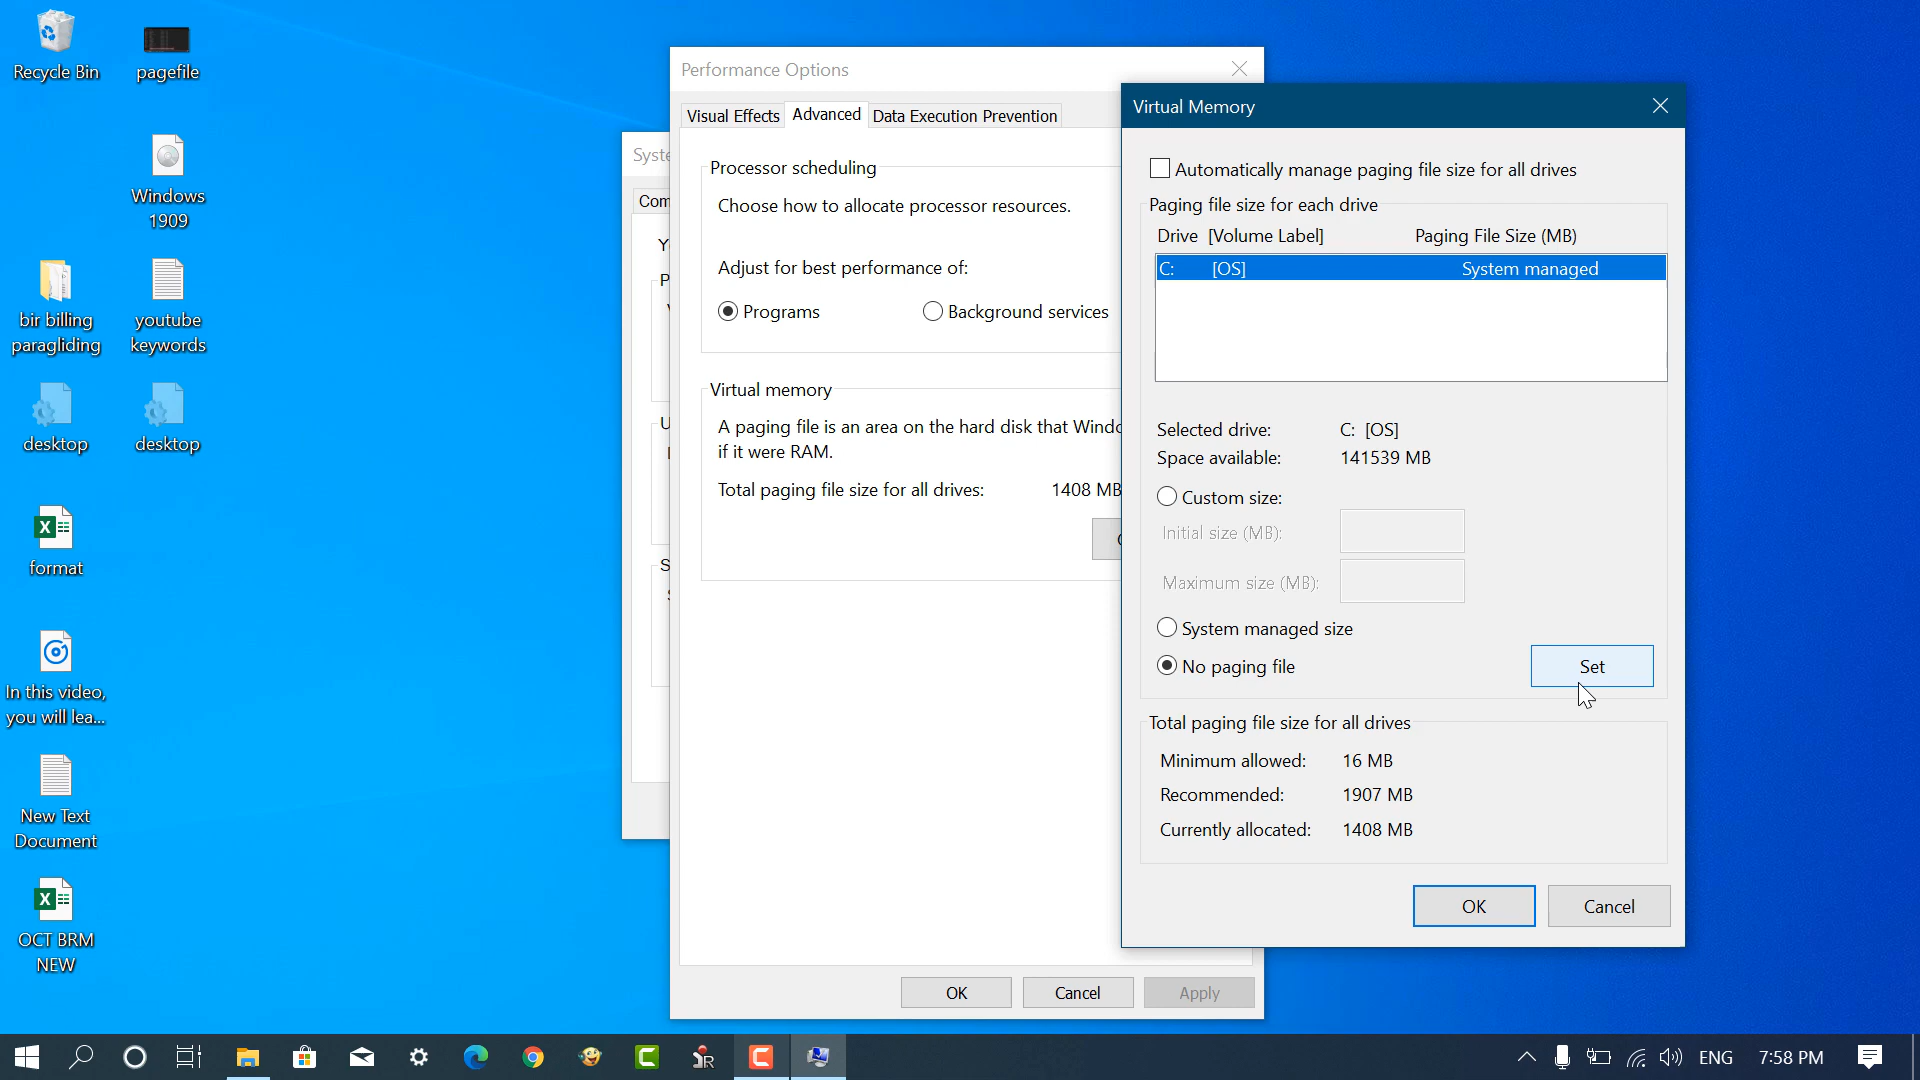 Recycle Bin
pagefile
Windows
1909
bir billing
paragliding
youtube
keywords
desktop
desktop
format
In this video,
you will lea...
New Text
Document
OCT BRM
NEW
Syste
Com
Performance Options
Visual Effects
Advanced
Data Execution Prevention
Processor scheduling
Choose how to allocate processor resources.
Adjust for best performance of:
Programs
Background services
Virtual memory
A paging file is an area on the hard disk that Windo
if it were RAM.
Total paging file size for all drives: 1408 MB
OK
Cancel
Apply
Virtual Memory
Automatically manage paging file size for all drives
Paging file size for each drive
Drive [Volume Label] Paging File Size (MB)
C: [OS] System managed
Selected drive: C: [OS]
Space available: 141539 MB
Custom size:
Initial size (MB):
Maximum size (MB):
System managed size
No paging file
Set
Total paging file size for all drives
Minimum allowed: 16 MB
Recommended: 1907 MB
Currently allocated: 1408 MB
OK
Cancel
ENG
7:58 PM